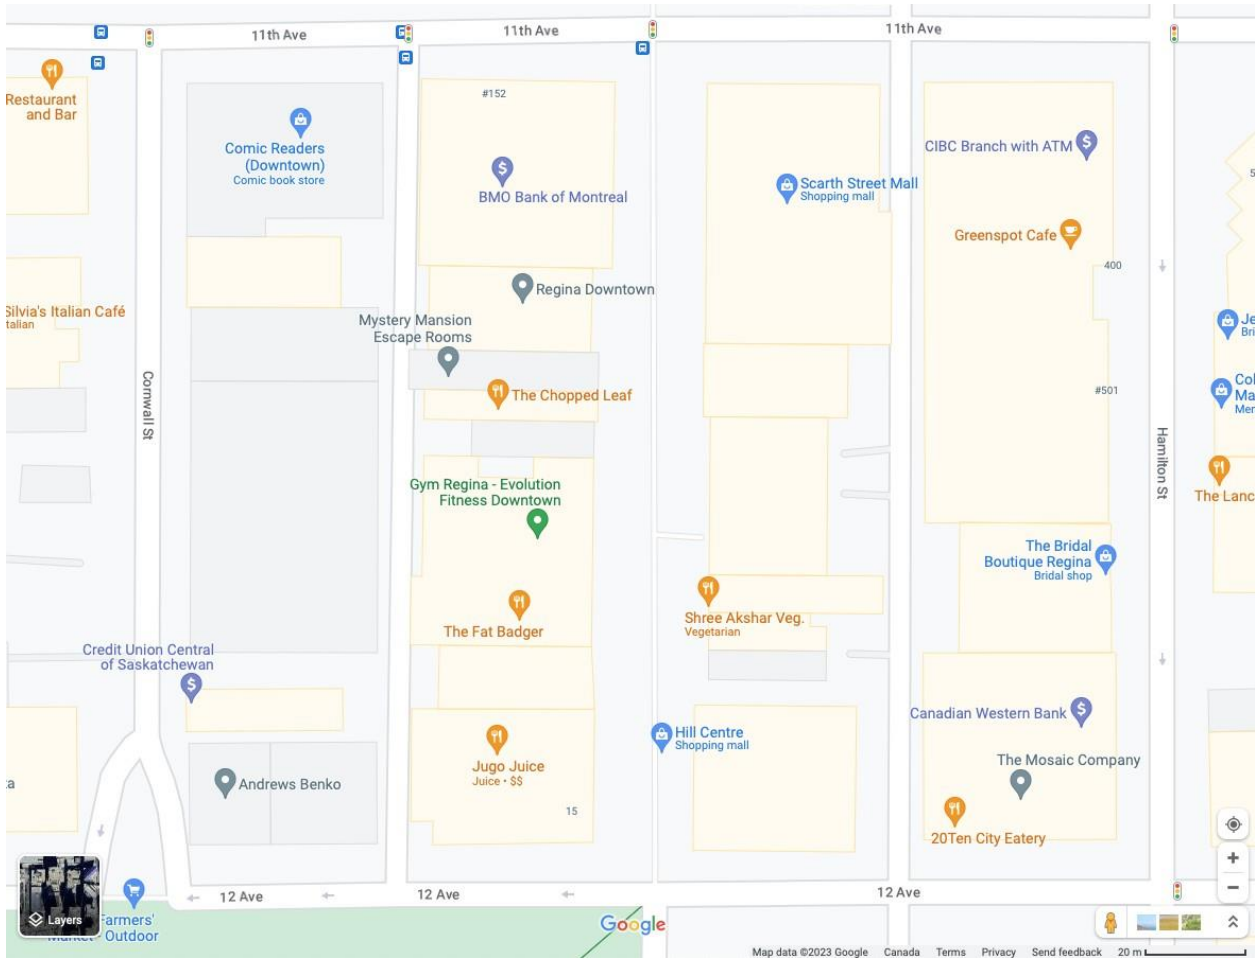 11th Ave
11th Ave
11th Ave
Restaurant
and Bar
#152
Comic Readers
(Downtown)
Comic book store
BMO Bank of Montreal
Scarth Street Mall
Shopping mall
CIBC Branch with ATM
Greenspot Cafe
400
Regina Downtown
Silvia's Italian Café
talian
Mystery Mansion
Escape Rooms
The Chopped Leaf
#501
Cornwall St
Hamilton St
Gym Regina - Evolution
Fitness Downtown
The Lanc
The Bridal
Boutique Regina
Bridal shop
The Fat Badger
Shree Akshar Veg.
Vegetarian
Credit Union Central
of Saskatchewan
Canadian Western Bank
Hill Centre
Shopping mall
Jugo Juice
Juice • $$
The Mosaic Company
Andrews Benko
15
20Ten City Eatery
12 Ave
12 Ave
12 Ave
Layers
Farmers'
Market - Outdoor
Google
Map data ©2023 Google Canada Terms Privacy Send feedback 20 m